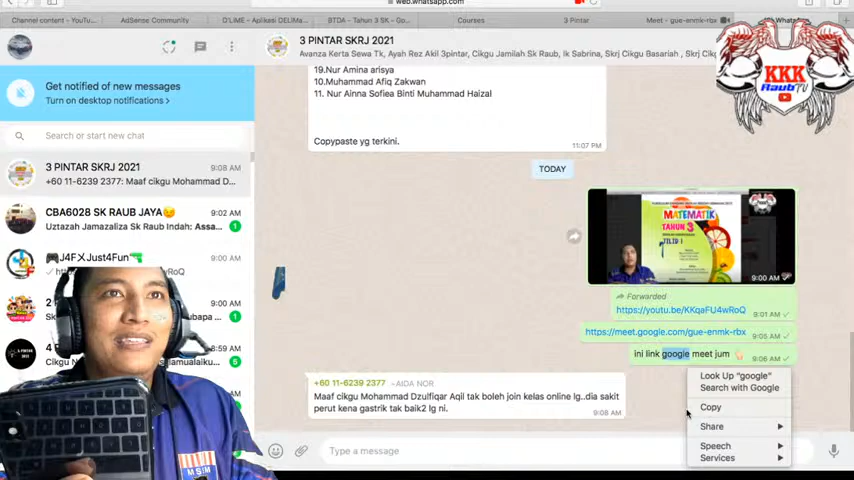 web.whatsapp.com
Channel content - YouTu...
AdSense Community
D'LIME - Aplikasi DELIMa...
BTDA - Tahun 3 SK - Go...
Courses
3 Pintar
Meet - gue-enmk-rbx
3 PINTAR SKRJ 2021
Avanza Kerta Sewa Tk, Ayah Rez Akil 3pintar, Cikgu Jamilah Sk Raub, Ik Sabrina, Skrj Cikgu Basariah
KKK
RaubTV
Get notified of new messages
Turn on desktop notifications >
Search or start new chat
3 PINTAR SKRJ 2021
9:08 AM
+60 11-6239 2377: Maaf cikgu Mohammad D...
CBA6028 SK RAUB JAYA
9:02 AM
Uztazah Jamazaliza Sk Raub Indah: Assa...
1
J4F X Just4Fun
9:00 AM
9:00 AM
1
8:59 AM
19.Nur Amina arisya
10.Muhammad Afiq Zakwan
11. Nur Ainna Sofiea Binti Muhammad Haizal
Copypaste yg terkini.
11:07 PM
TODAY
MATEMATIK
TAHUN 3
JILID 1
9:00 AM
Forwarded
https://youtu.be/KKqaFU4wRoQ
9:01 AM
https://meet.google.com/gue-enmk-rbx
9:05 AM
ini link google meet jum
9:06 AM
+60 11-6239 2377 ~AIDA NOR
Maaf cikgu Mohammad Dzulfiqar Aqil tak boleh join kelas online lg..dia sakit
perut kena gastrik tak baik2 lg ni.
9:08 AM
Look Up "google"
Search with Google
Copy
Share
Speech
Services
Type a message